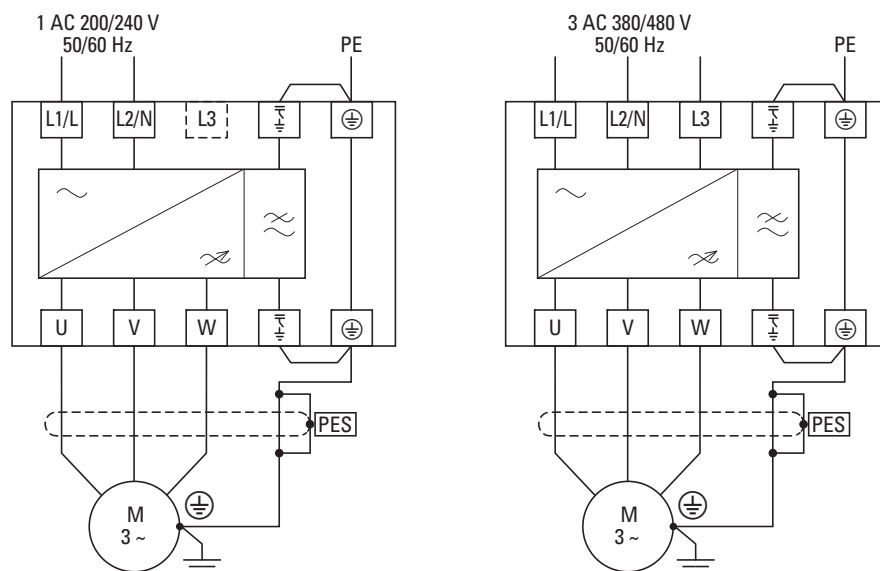 1 AC 200/240 V
50/60 Hz
PE
L1/L
L2/N
L3
U
V
W
PES
M
3 ~
3 AC 380/480 V
50/60 Hz
PE
L1/L
L2/N
L3
U
V
W
PES
M
3 ~